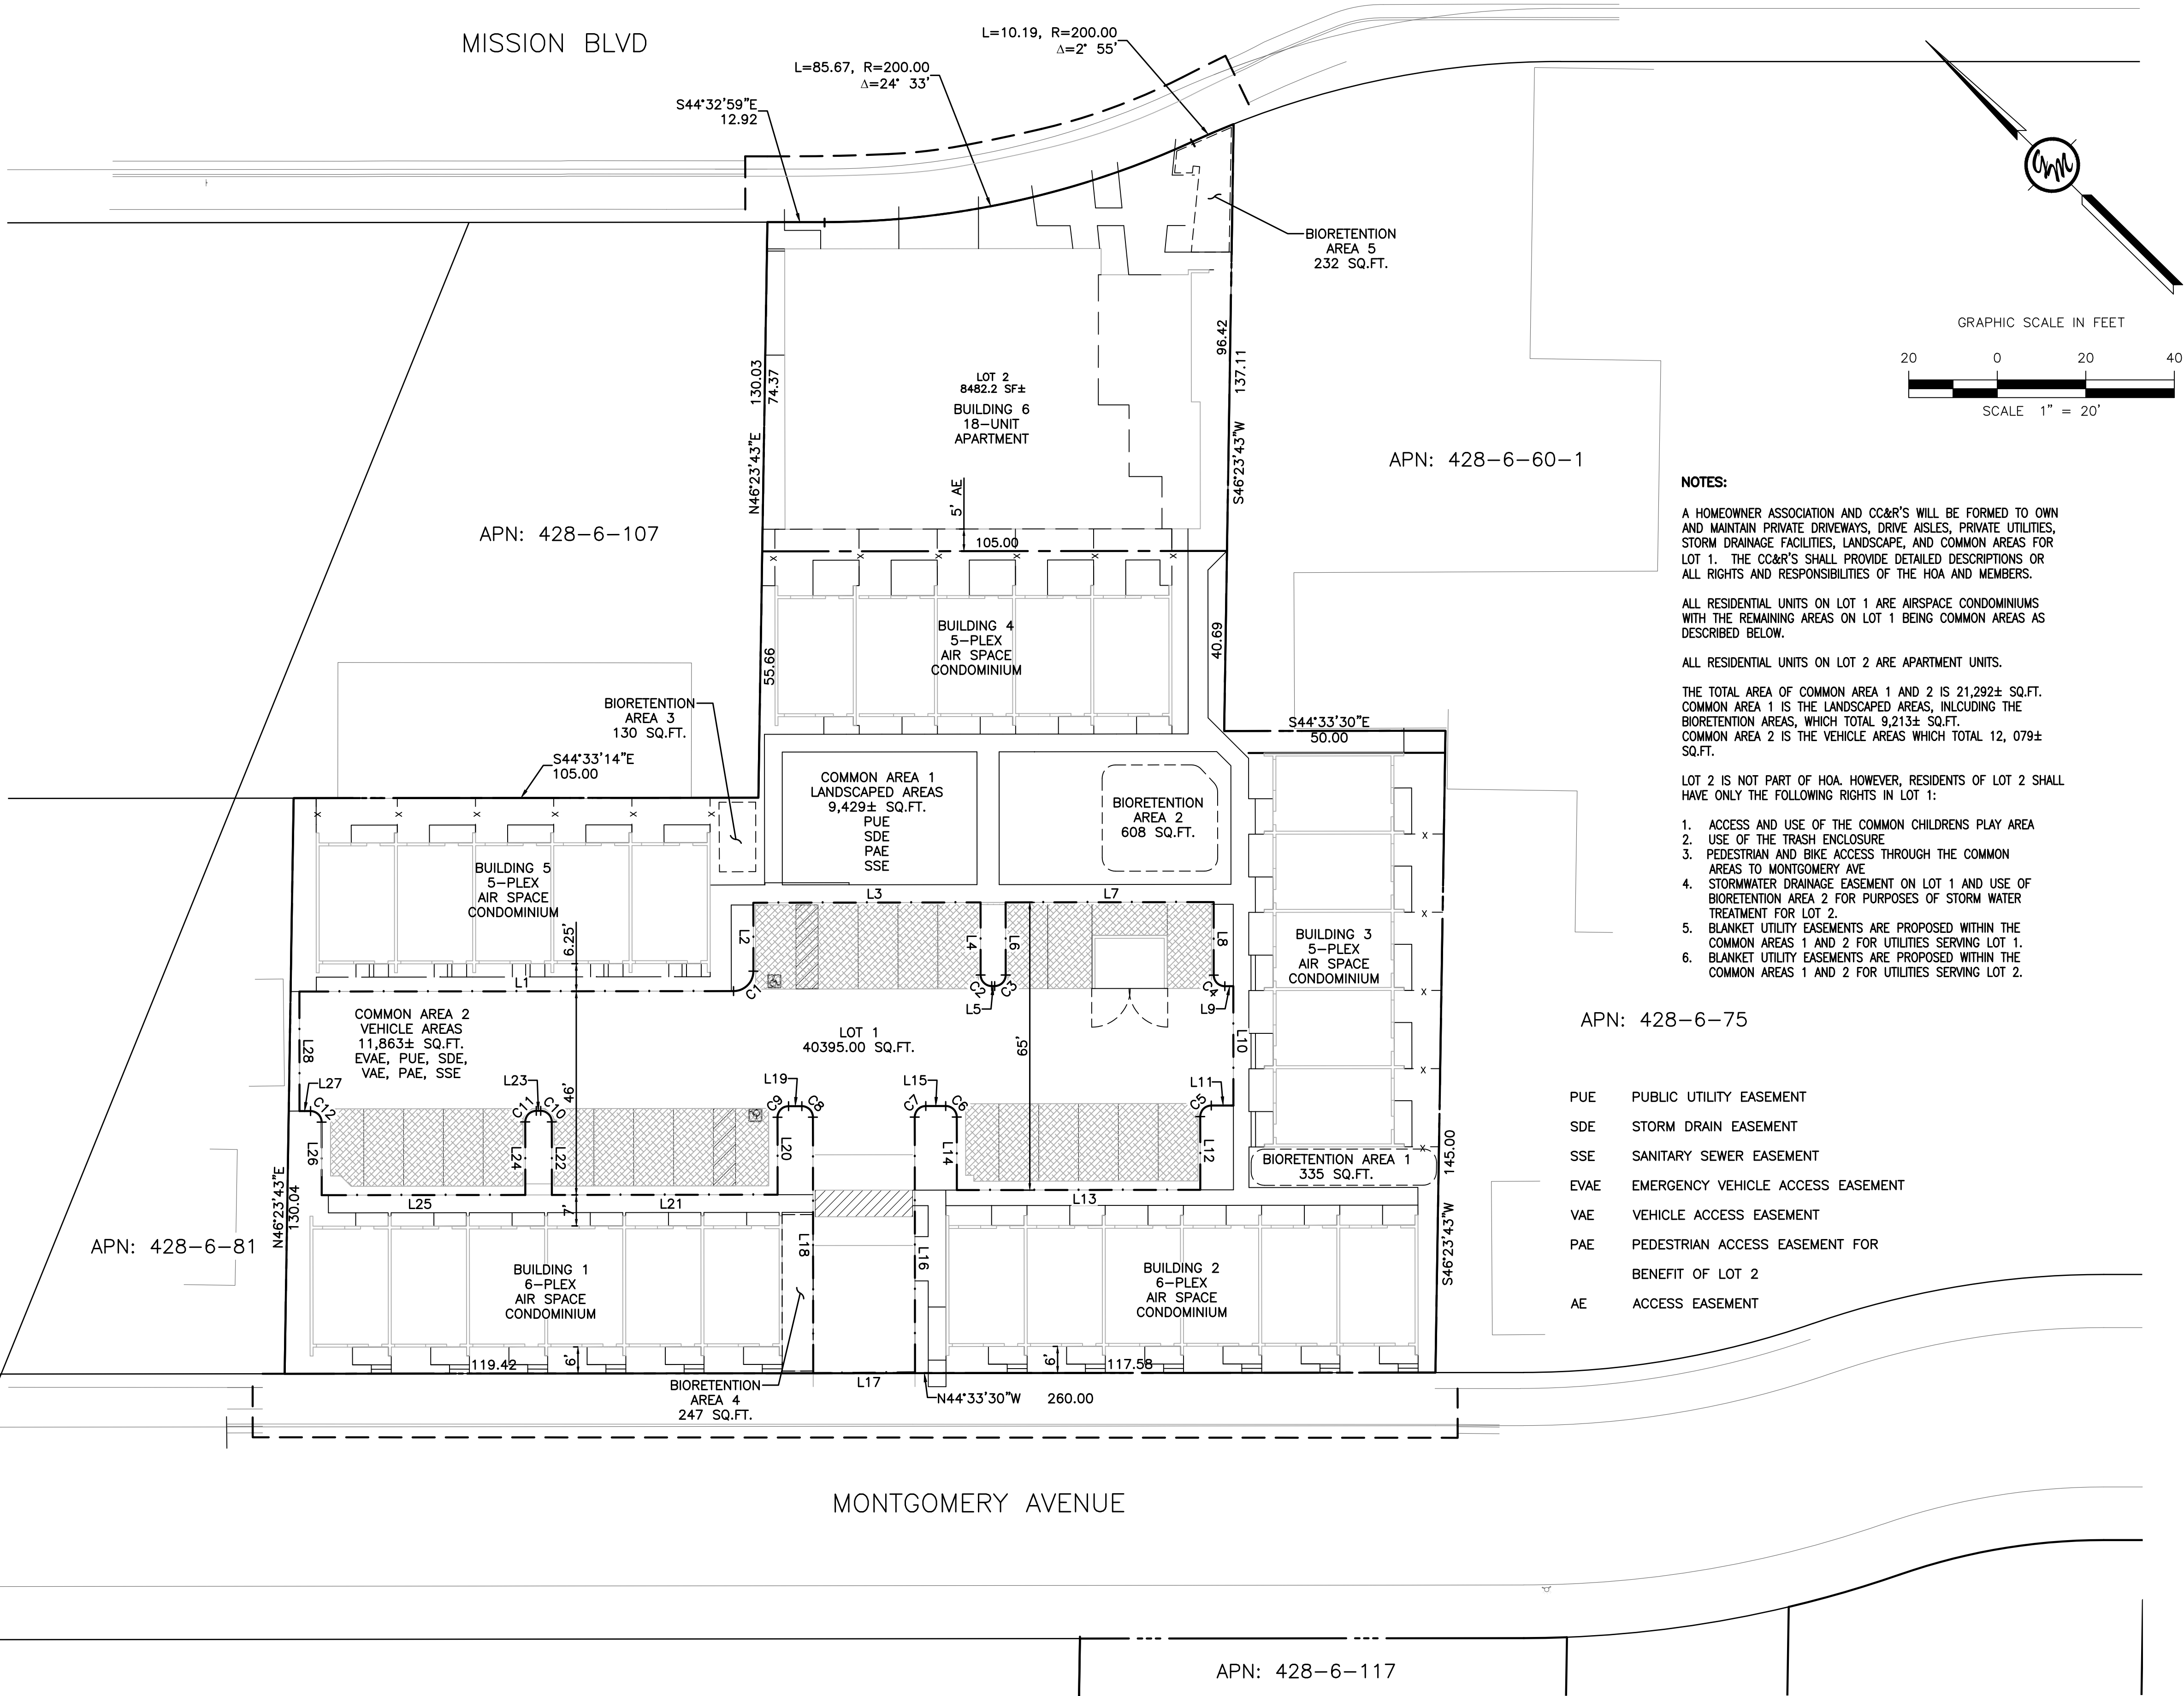 MISSION BLVD
L=10.19, R=200.00
Δ=2° 55'
L=85.67, R=200.00
Δ=24° 33'
S44°32'59"E
12.92
BIORETENTION
AREA 5
232 SQ.FT.
GRAPHIC SCALE IN FEET
20 0 20 40
SCALE 1" = 20'
N46°23'43"E 130.03
74.37
96.42
S46°23'43"W 137.11
LOT 2
8482.2 SF±
BUILDING 6
18-UNIT
APARTMENT
5' AE
105.00
APN: 428-6-107
APN: 428-6-60-1
NOTES:
A HOMEOWNER ASSOCIATION AND CC&R'S WILL BE FORMED TO OWN
AND MAINTAIN PRIVATE DRIVEWAYS, DRIVE AISLES, PRIVATE UTILITIES,
STORM DRAINAGE FACILITIES, LANDSCAPE, AND COMMON AREAS FOR
LOT 1. THE CC&R'S SHALL PROVIDE DETAILED DESCRIPTIONS OR
ALL RIGHTS AND RESPONSIBILITIES OF THE HOA AND MEMBERS.
ALL RESIDENTIAL UNITS ON LOT 1 ARE AIRSPACE CONDOMINIUMS
WITH THE REMAINING AREAS ON LOT 1 BEING COMMON AREAS AS
DESCRIBED BELOW.
ALL RESIDENTIAL UNITS ON LOT 2 ARE APARTMENT UNITS.
THE TOTAL AREA OF COMMON AREA 1 AND 2 IS 21,292± SQ.FT.
COMMON AREA 1 IS THE LANDSCAPED AREAS, INLCUDING THE
BIORETENTION AREAS, WHICH TOTAL 9,213± SQ.FT.
COMMON AREA 2 IS THE VEHICLE AREAS WHICH TOTAL 12, 079±
SQ.FT.
LOT 2 IS NOT PART OF HOA. HOWEVER, RESIDENTS OF LOT 2 SHALL
HAVE ONLY THE FOLLOWING RIGHTS IN LOT 1:
1. ACCESS AND USE OF THE COMMON CHILDRENS PLAY AREA
2. USE OF THE TRASH ENCLOSURE
3. PEDESTRIAN AND BIKE ACCESS THROUGH THE COMMON
AREAS TO MONTGOMERY AVE
4. STORMWATER DRAINAGE EASEMENT ON LOT 1 AND USE OF
BIORETENTION AREA 2 FOR PURPOSES OF STORM WATER
TREATMENT FOR LOT 2.
5. BLANKET UTILITY EASEMENTS ARE PROPOSED WITHIN THE
COMMON AREAS 1 AND 2 FOR UTILITIES SERVING LOT 1.
6. BLANKET UTILITY EASEMENTS ARE PROPOSED WITHIN THE
COMMON AREAS 1 AND 2 FOR UTILITIES SERVING LOT 2.
BUILDING 4
5-PLEX
AIR SPACE
CONDOMINIUM
55.66
40.69
BIORETENTION
AREA 3
130 SQ.FT.
S44°33'14"E
105.00
S44°33'30"E
50.00
COMMON AREA 1
LANDSCAPED AREAS
9,429± SQ.FT.
PUE
SDE
PAE
SSE
BIORETENTION
AREA 2
608 SQ.FT.
BUILDING 5
5-PLEX
AIR SPACE
CONDOMINIUM
BUILDING 3
5-PLEX
AIR SPACE
CONDOMINIUM
L3
L7
L2
L4
L6
L8
6.25'
L1
C1
C2
C3
C4
L5
L9
L10
COMMON AREA 2
VEHICLE AREAS
11,863± SQ.FT.
EVAE, PUE, SDE,
VAE, PAE, SSE
LOT 1
40395.00 SQ.FT.
65'
46'
L28
L27
L23
L19
L15
L11
C12
C11
C10
C9
C8
C7
C6
C5
L26
L24
L22
L20
L14
L12
L25
L21
L13
7'
BIORETENTION AREA 1
335 SQ.FT.
APN: 428-6-75
PUE PUBLIC UTILITY EASEMENT
SDE STORM DRAIN EASEMENT
SSE SANITARY SEWER EASEMENT
EVAE EMERGENCY VEHICLE ACCESS EASEMENT
VAE VEHICLE ACCESS EASEMENT
PAE PEDESTRIAN ACCESS EASEMENT FOR
BENEFIT OF LOT 2
AE ACCESS EASEMENT
N46°23'43"E
130.04
S46°23'43"W 145.00
APN: 428-6-81
BUILDING 1
6-PLEX
AIR SPACE
CONDOMINIUM
L18
L16
BUILDING 2
6-PLEX
AIR SPACE
CONDOMINIUM
119.42
6'
6'
117.58
L17
BIORETENTION
AREA 4
247 SQ.FT.
N44°33'30"W 260.00
MONTGOMERY AVENUE
APN: 428-6-117